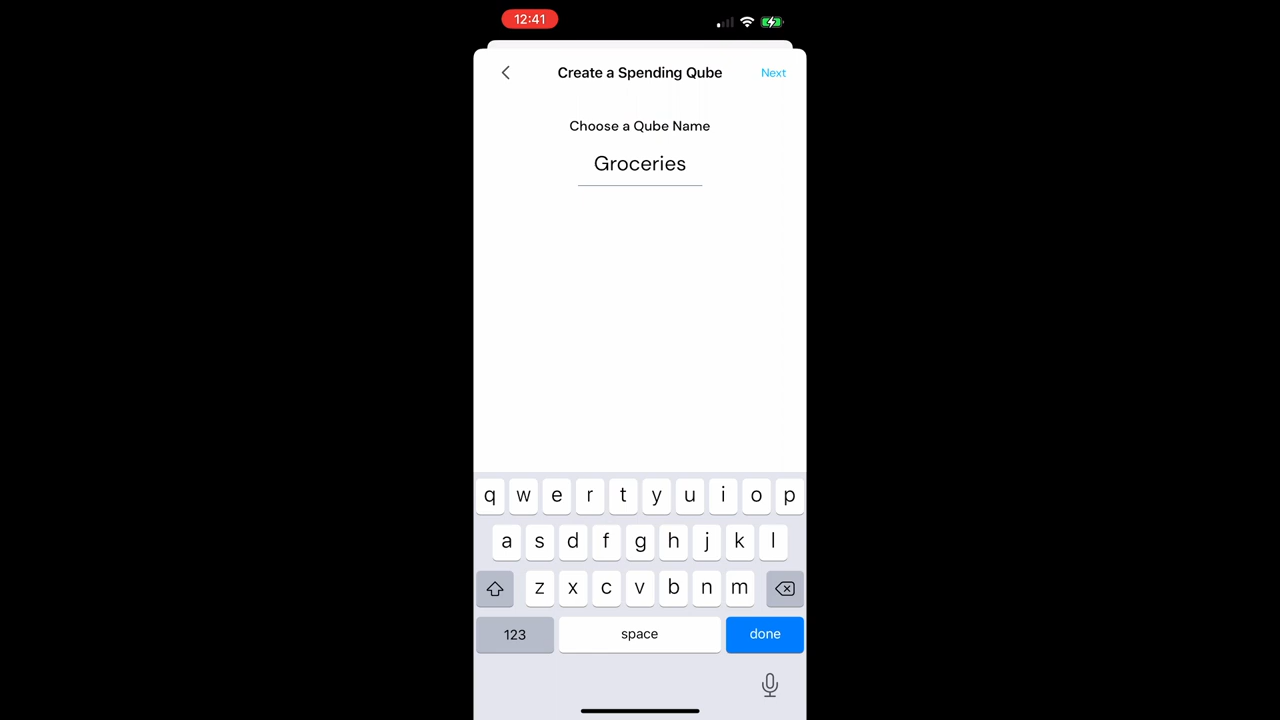 12:41
Create a Spending Qube
Next
Choose a Qube Name
Groceries
q w e r t y u i o p
a s d f g h j k l
z x c v b n m
123 space done